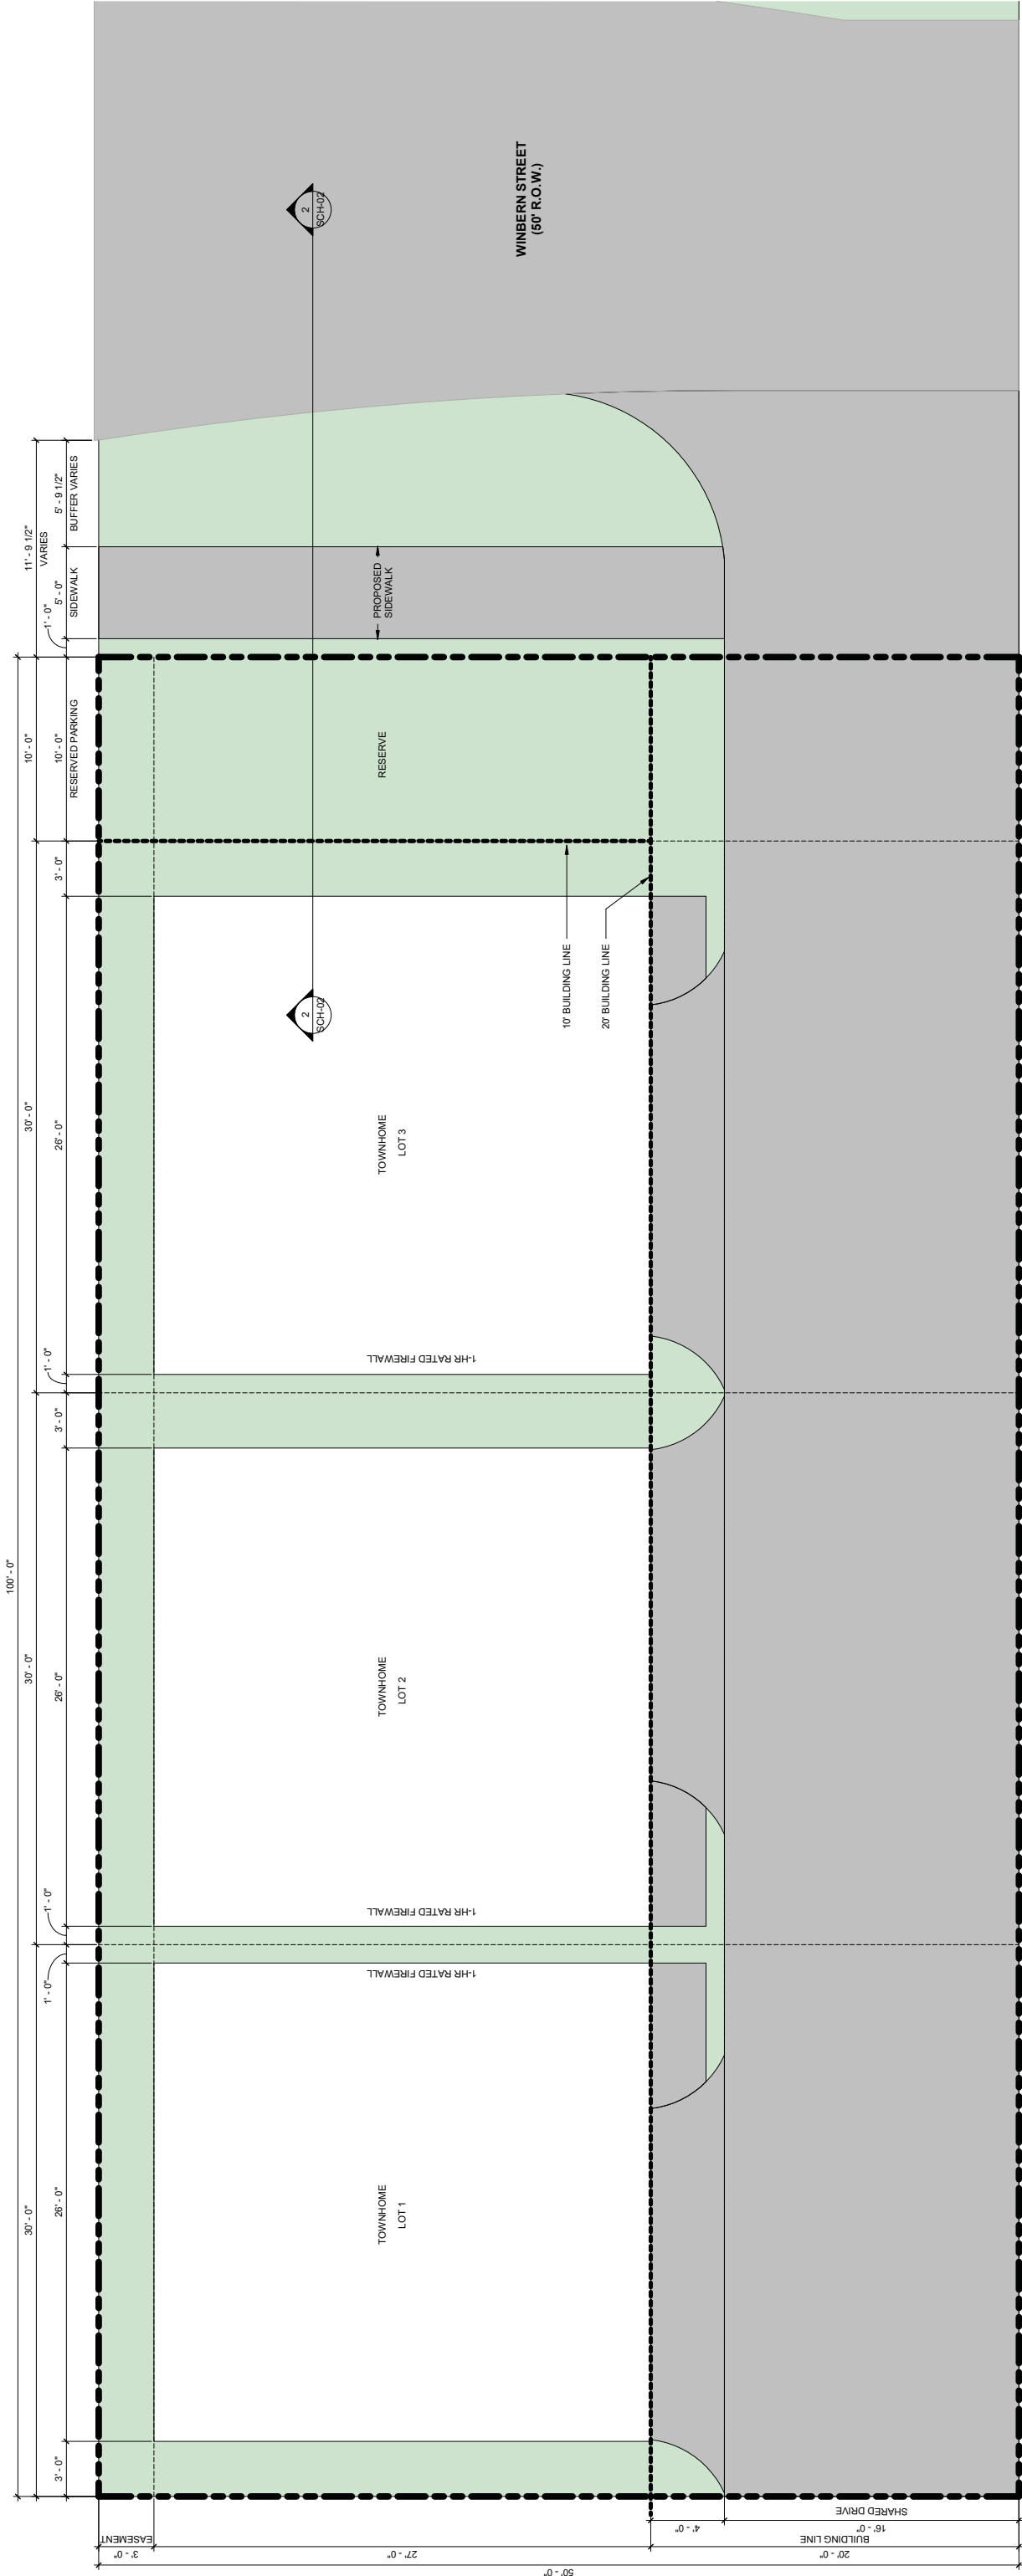 WINBERN STREET
(50' R.O.W.)
2
SCH-02
11' - 9 1/2"
VARIES
5' - 9 1/2"
BUFFER VARIES
5' - 0"
SIDEWALK
1' - 0"
PROPOSED
SIDEWALK
10' - 0"
10' - 0"
RESERVED PARKING
RESERVE
3' - 0"
10' BUILDING LINE
20' BUILDING LINE
2
SCH-02
30' - 0"
26' - 0"
TOWNHOME
LOT 3
1-HR RATED FIREWALL
1' - 0"
3' - 0"
100' - 0"
30' - 0"
26' - 0"
TOWNHOME
LOT 2
1-HR RATED FIREWALL
1' - 0"
1' - 0"
1-HR RATED FIREWALL
30' - 0"
26' - 0"
TOWNHOME
LOT 1
3' - 0"
3' - 0"
EASEMENT
27' - 0"
4' - 0"
16' - 0"
SHARED DRIVE
20' - 0"
BUILDING LINE
50' - 0"